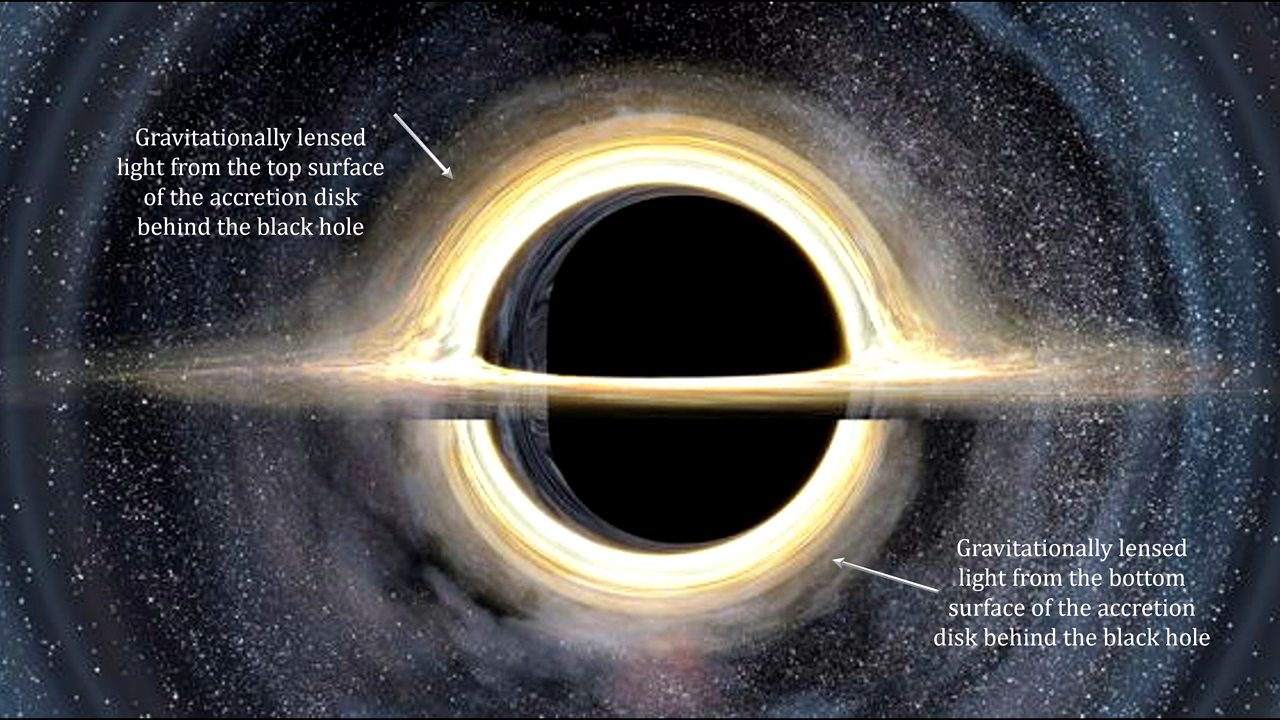 Gravitationally lensed
light from the top surface
of the accretion disk
behind the black hole
Gravitationally lensed
light from the bottom
surface of the accretion
disk behind the black hole